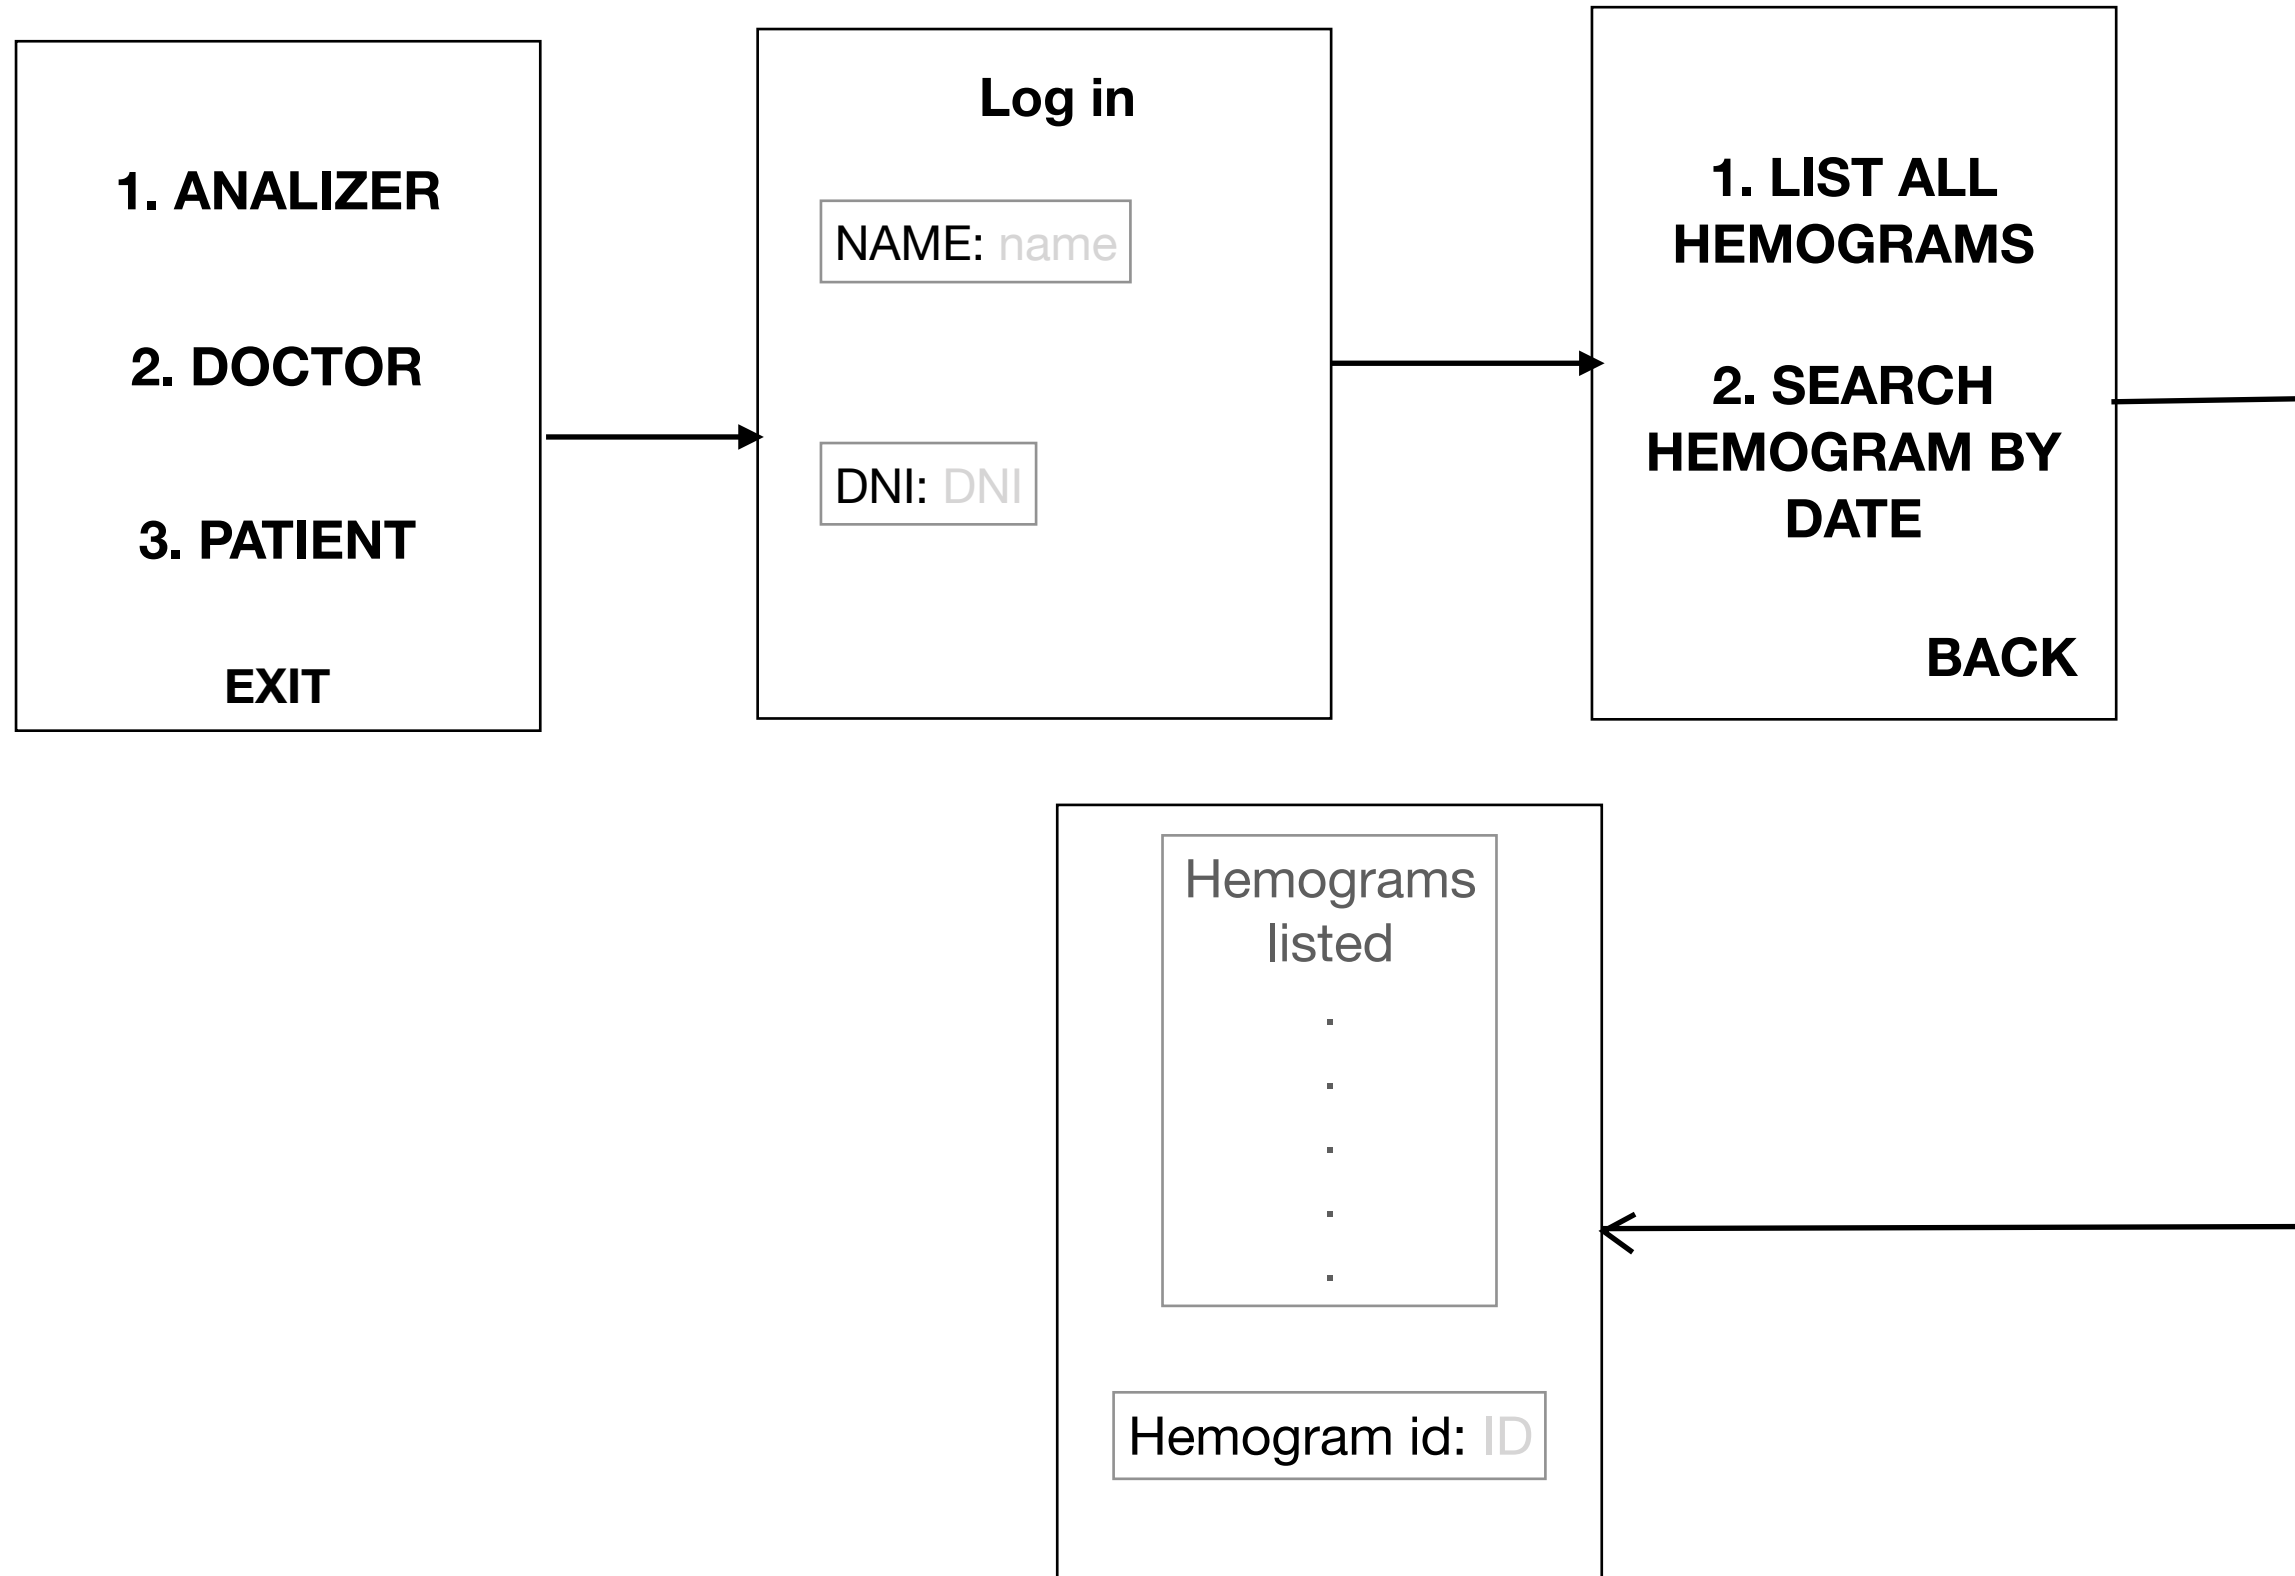 1. ANALIZER
2. DOCTOR
3. PATIENT
EXIT
Log in
NAME: name
DNI: DNI
1. LIST ALL
HEMOGRAMS
2. SEARCH
HEMOGRAM BY
DATE
BACK
Hemograms
listed
.
.
.
.
.
Hemogram id: ID